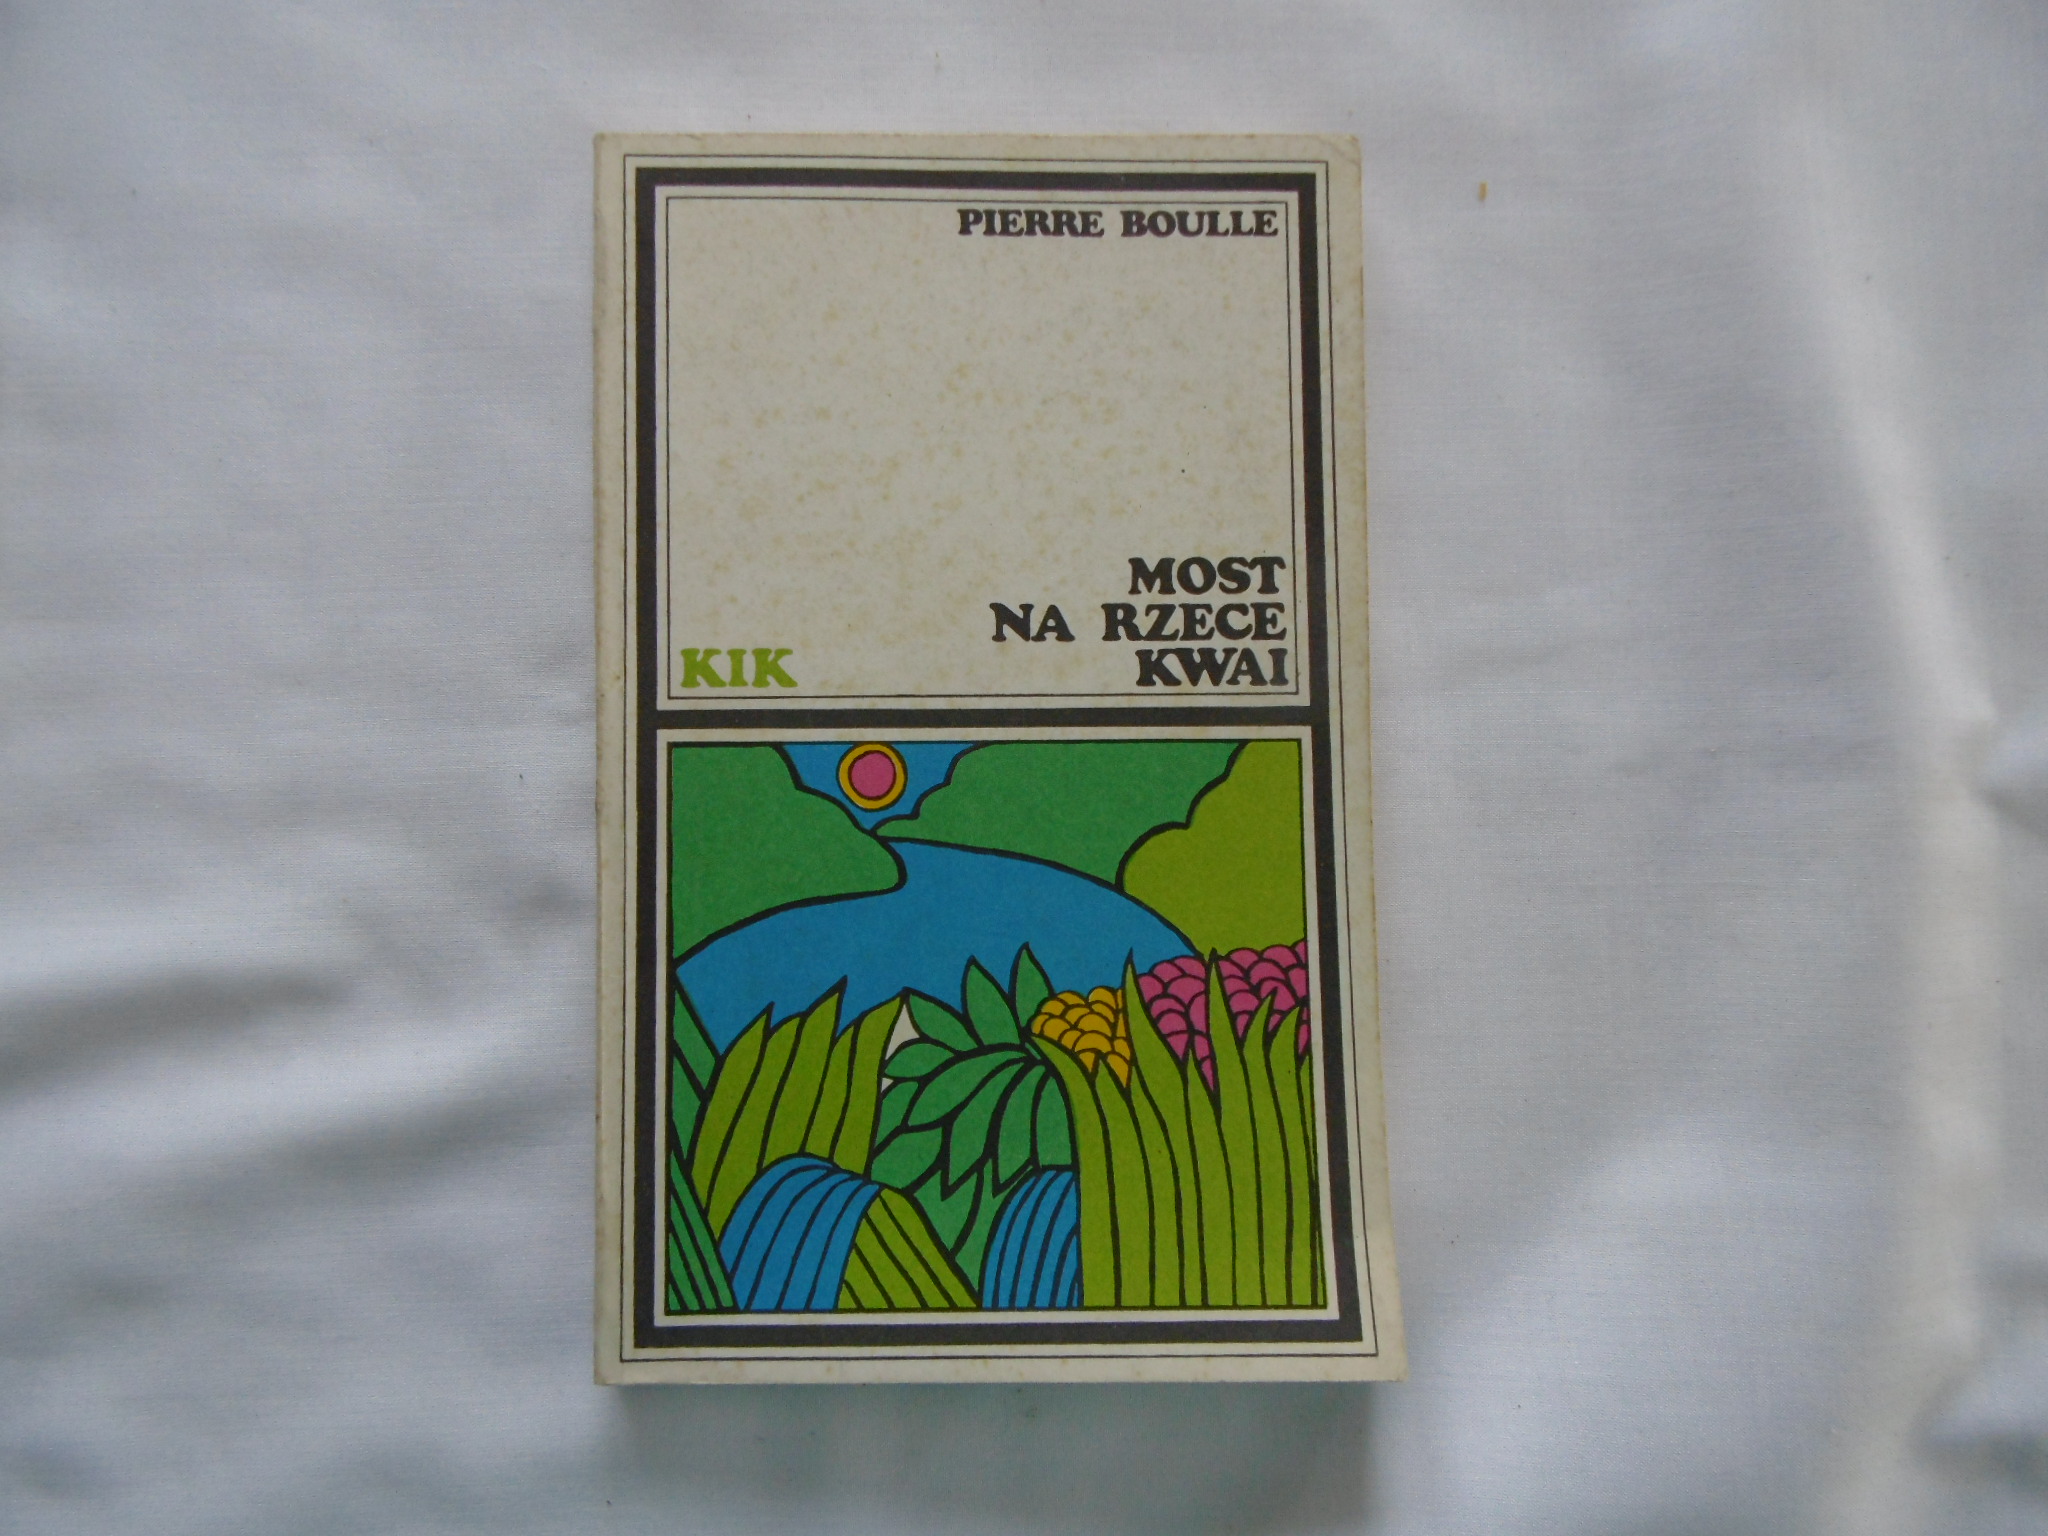 PIERRE BOULLE
MOST
NA RZECE
KWAI
KIK